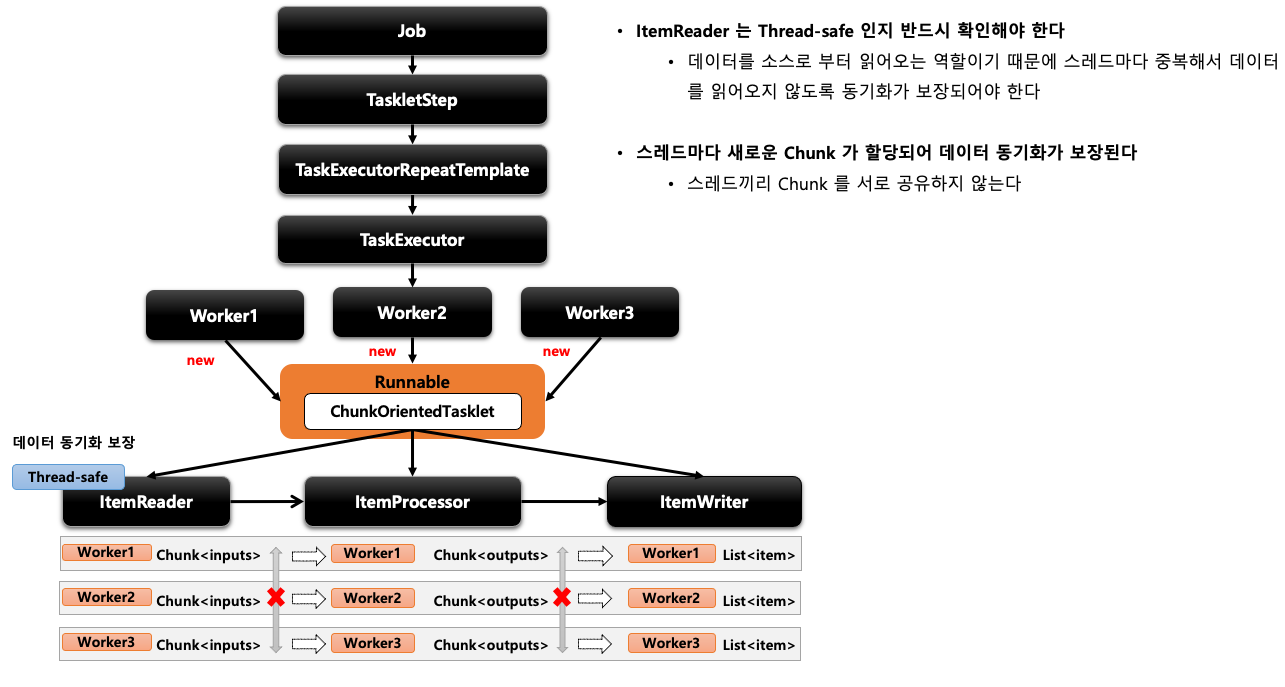 Job
TaskletStep
TaskExecutorRepeatTemplate
TaskExecutor
Worker1
Worker2
Worker3
new
new
new
Runnable
ChunkOrientedTasklet
데이터 동기화 보장
Thread-safe
ItemReader
ItemProcessor
ItemWriter
Worker1 Chunk<inputs> Worker1 Chunk<outputs> Worker1 List<item>
Worker2 Chunk<inputs> Worker2 Chunk<outputs> Worker2 List<item>
Worker3 Chunk<inputs> Worker3 Chunk<outputs> Worker3 List<item>
• ItemReader 는 Thread-safe 인지 반드시 확인해야 한다
• 데이터를 소스로 부터 읽어오는 역할이기 때문에 스레드마다 중복해서 데이터
를 읽어오지 않도록 동기화가 보장되어야 한다
• 스레드마다 새로운 Chunk 가 할당되어 데이터 동기화가 보장된다
• 스레드끼리 Chunk 를 서로 공유하지 않는다